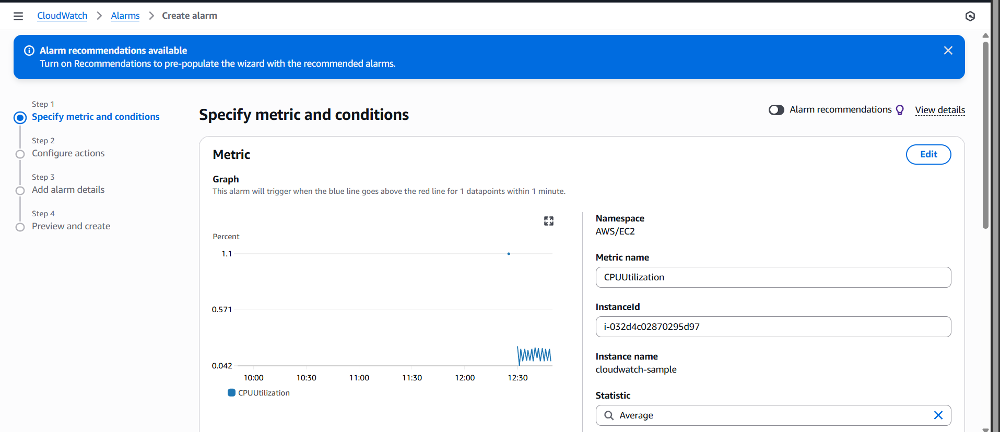 CloudWatch
Alarms
Create alarm
Alarm recommendations available
Turn on Recommendations to pre-populate the wizard with the recommended alarms.
Step 1
Specify metric and conditions
Step 2
Configure actions
Step 3
Add alarm details
Step 4
Preview and create
Specify metric and conditions
Alarm recommendations
View details
Metric
Edit
Graph
This alarm will trigger when the blue line goes above the red line for 1 datapoints within 1 minute.
Percent
1.1
0.571
0.042
10:00
10:30
11:00
11:30
12:00
12:30
CPUUtilization
Namespace
AWS/EC2
Metric name
CPUUtilization
InstanceId
i-032d4c02870295d97
Instance name
cloudwatch-sample
Statistic
Average